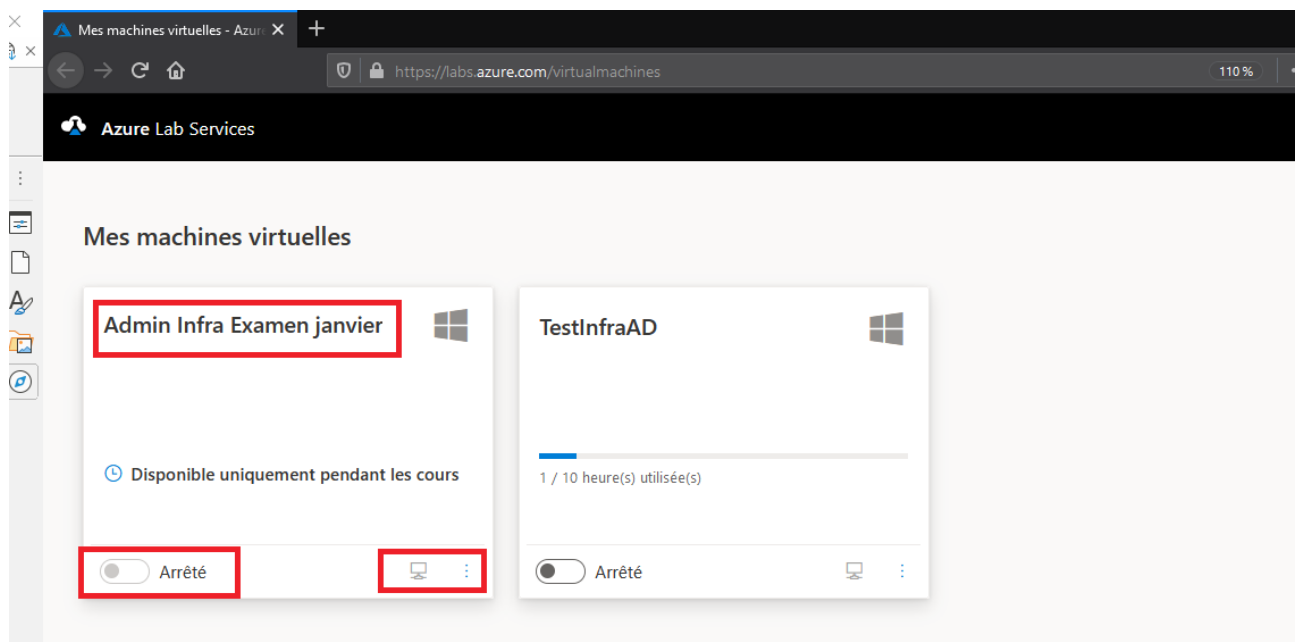 Mes machines virtuelles - Azur
https://labs.azure.com/virtualmachines
110 %
Azure Lab Services
Mes machines virtuelles
Admin Infra Examen janvier
Disponible uniquement pendant les cours
Arrêté
TestInfraAD
1 / 10 heure(s) utilisée(s)
Arrêté